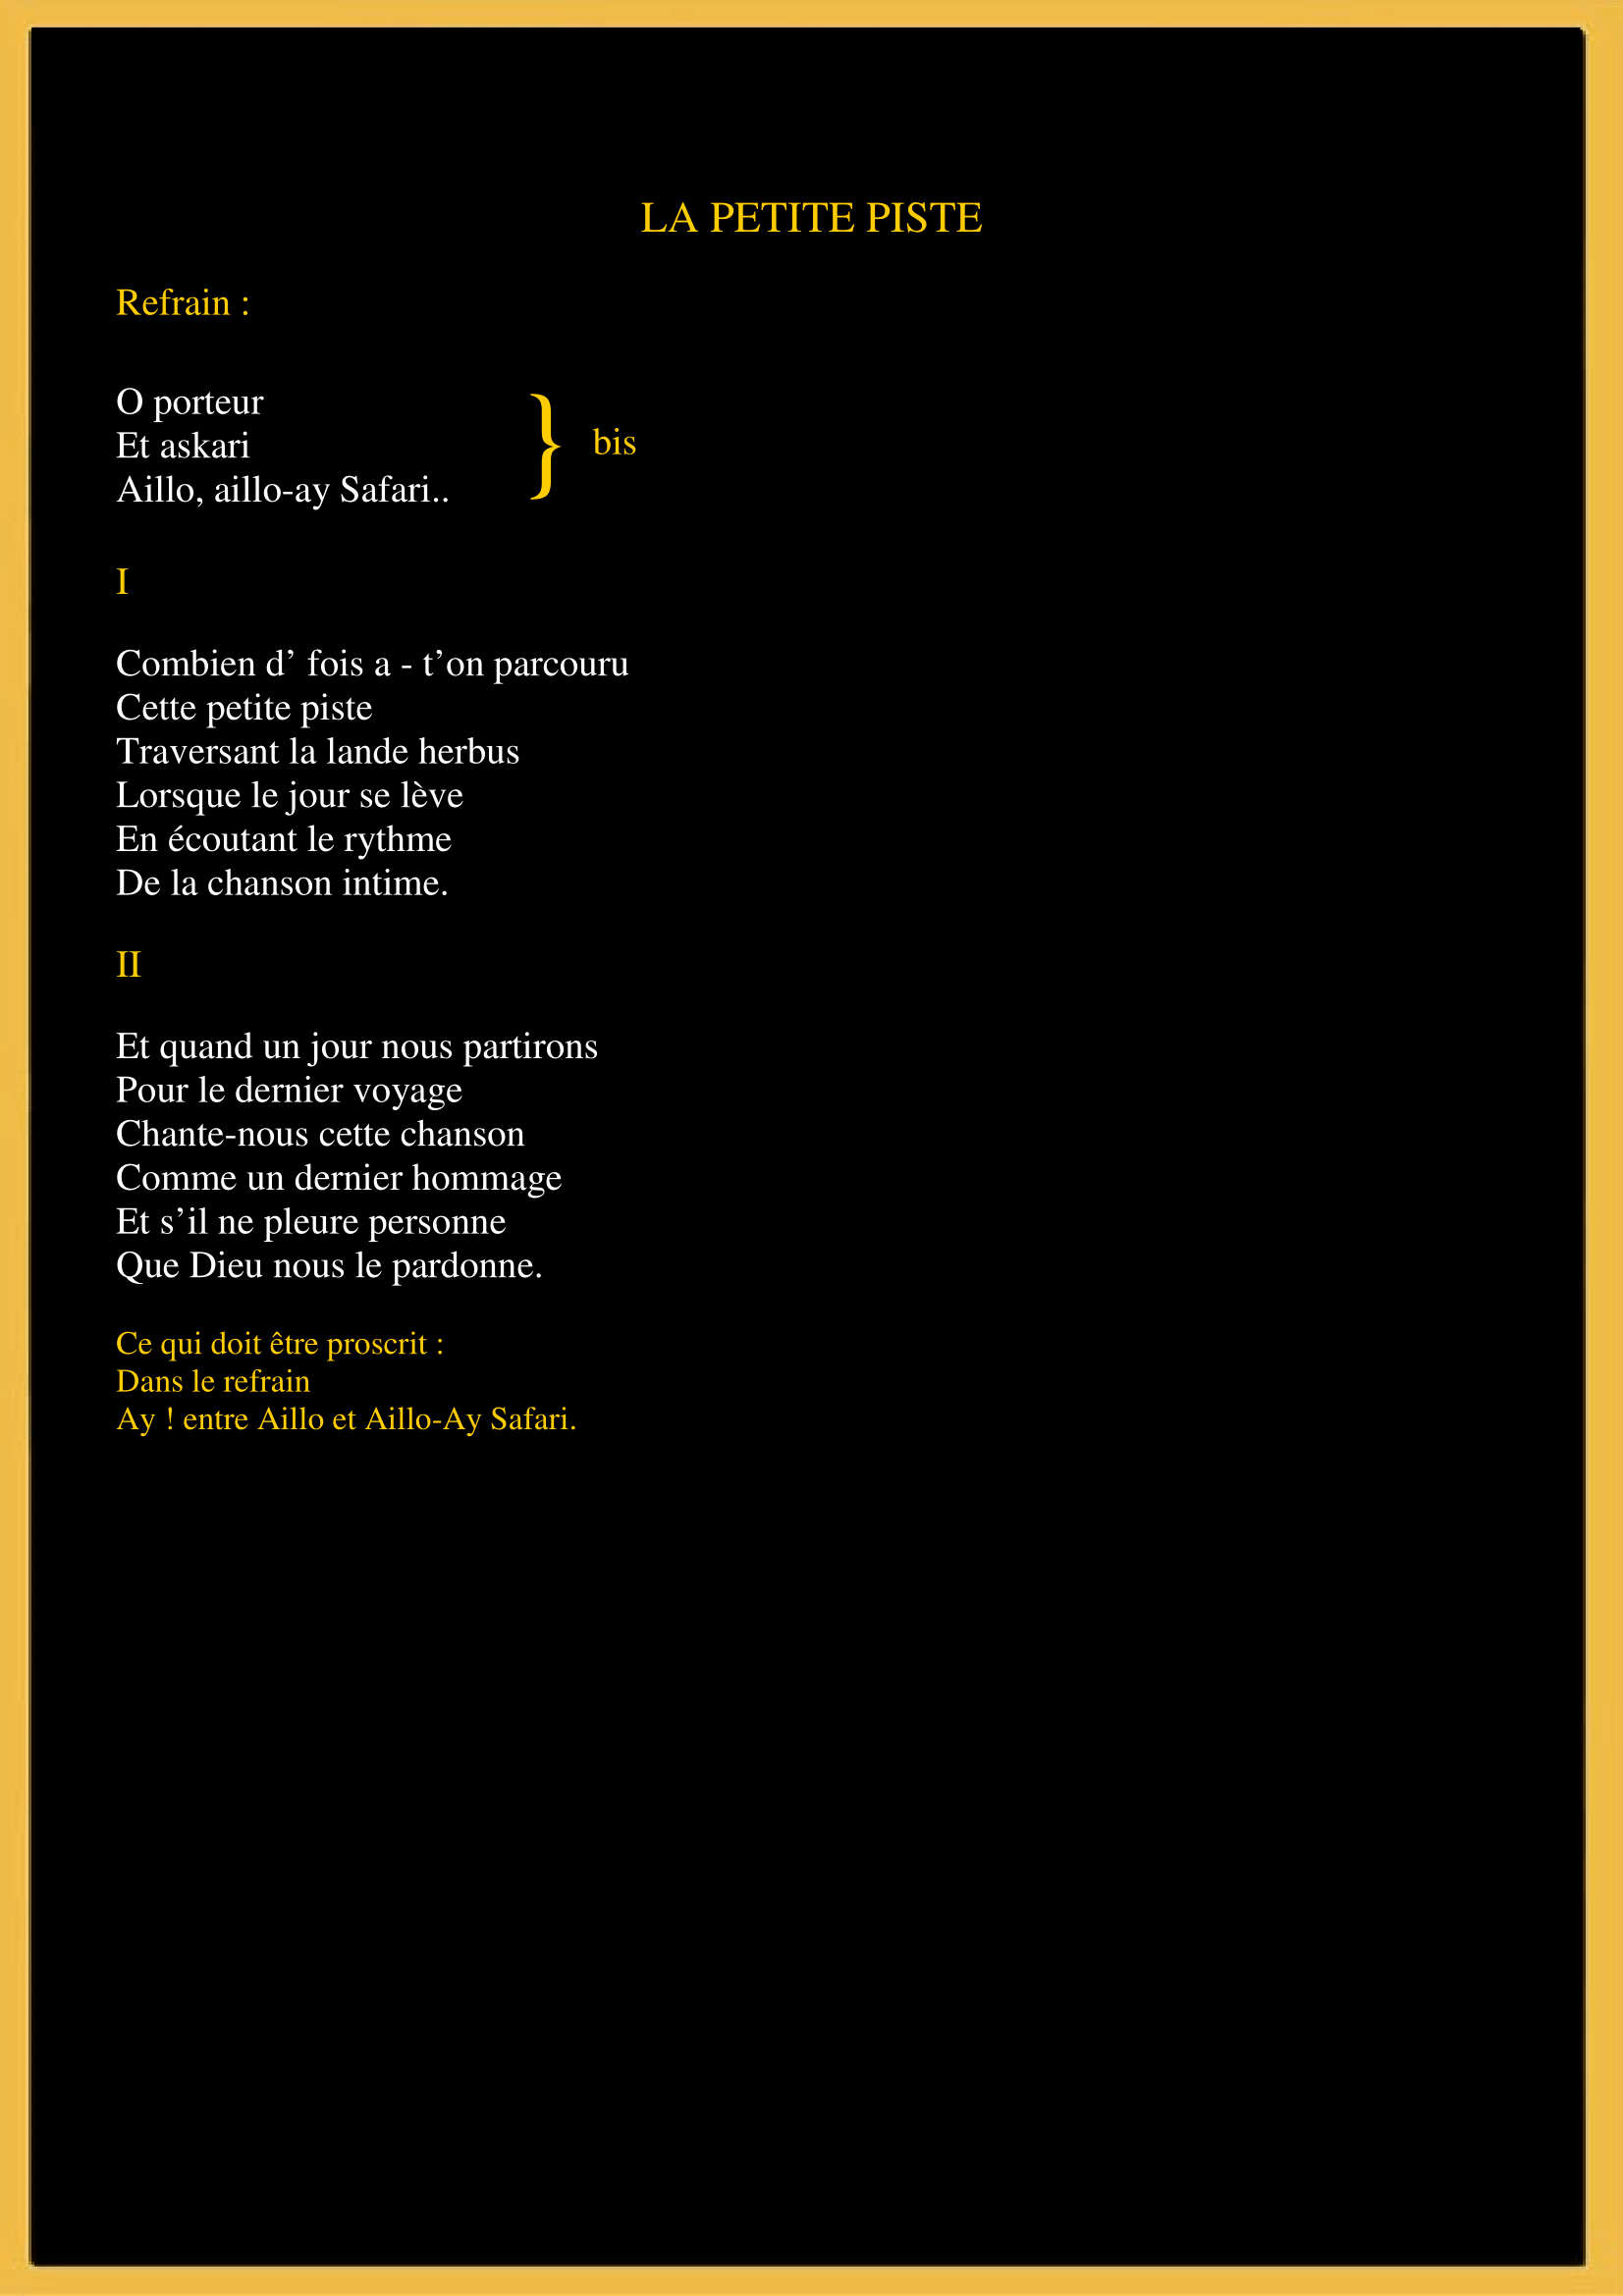 LA PETITE PISTE
Refrain :
O porteur
Et askari
Aillo, aillo-ay Safari..
} bis
I
Combien d’ fois a - t’on parcouru
Cette petite piste
Traversant la lande herbus
Lorsque le jour se lève
En écoutant le rythme
De la chanson intime.
II
Et quand un jour nous partirons
Pour le dernier voyage
Chante-nous cette chanson
Comme un dernier hommage
Et s’il ne pleure personne
Que Dieu nous le pardonne.
Ce qui doit être proscrit :
Dans le refrain
Ay ! entre Aillo et Aillo-Ay Safari.